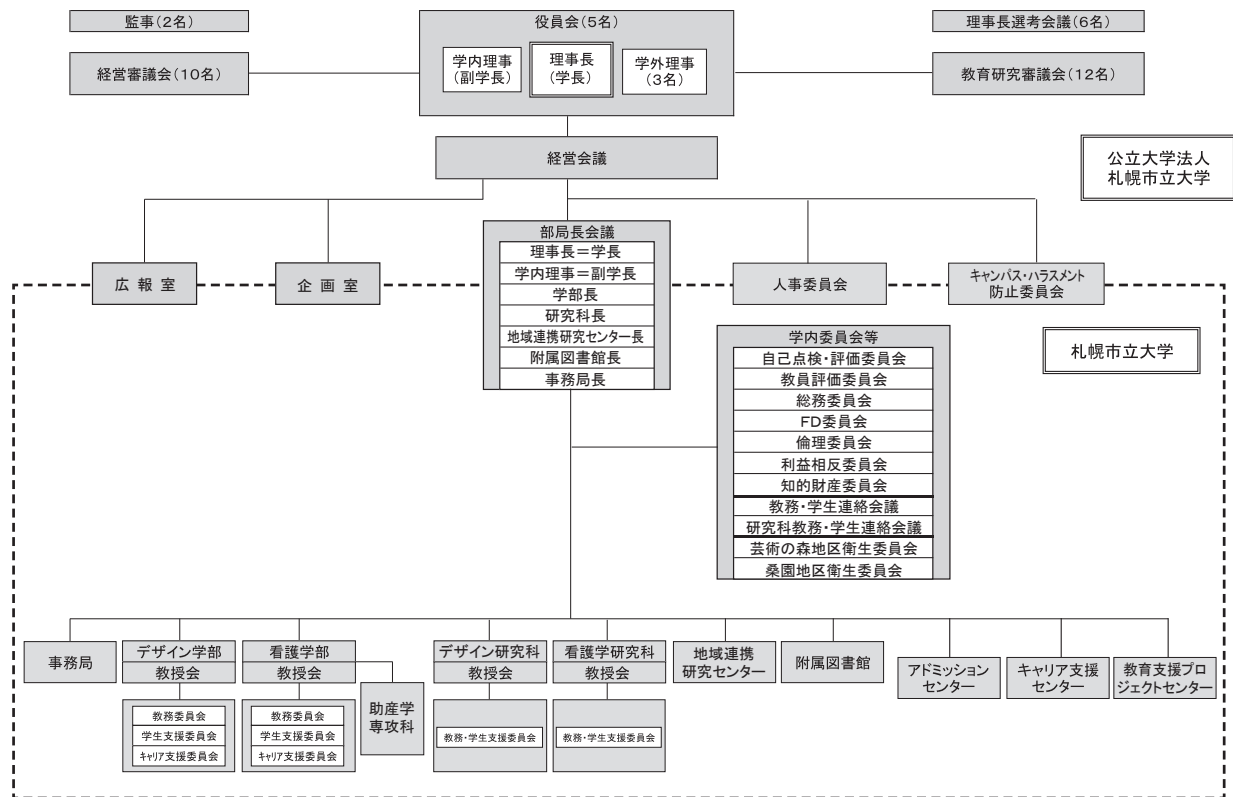 監事(2名)
役員会(5名)
理事長選考会議(6名)
経営審議会(10名)
学内理事
(副学長)
理事長
(学長)
学外理事
(3名)
教育研究審議会(12名)
経営会議
公立大学法人
札幌市立大学
部局長会議
理事長=学長
学内理事=副学長
学部長
研究科長
地域連携研究センター長
附属図書館長
事務局長
広報室
企画室
人事委員会
キャンパス・ハラスメント
防止委員会
札幌市立大学
学内委員会等
自己点検・評価委員会
教員評価委員会
総務委員会
FD委員会
倫理委員会
利益相反委員会
知的財産委員会
教務・学生連絡会議
研究科教務・学生連絡会議
芸術の森地区衛生委員会
桑園地区衛生委員会
事務局
デザイン学部
教授会
教務委員会
学生支援委員会
キャリア支援委員会
看護学部
教授会
教務委員会
学生支援委員会
キャリア支援委員会
助産学
専攻科
デザイン研究科
教授会
教務・学生支援委員会
看護学研究科
教授会
教務・学生支援委員会
地域連携
研究センター
附属図書館
アドミッション
センター
キャリア支援
センター
教育支援プロ
ジェクトセンター